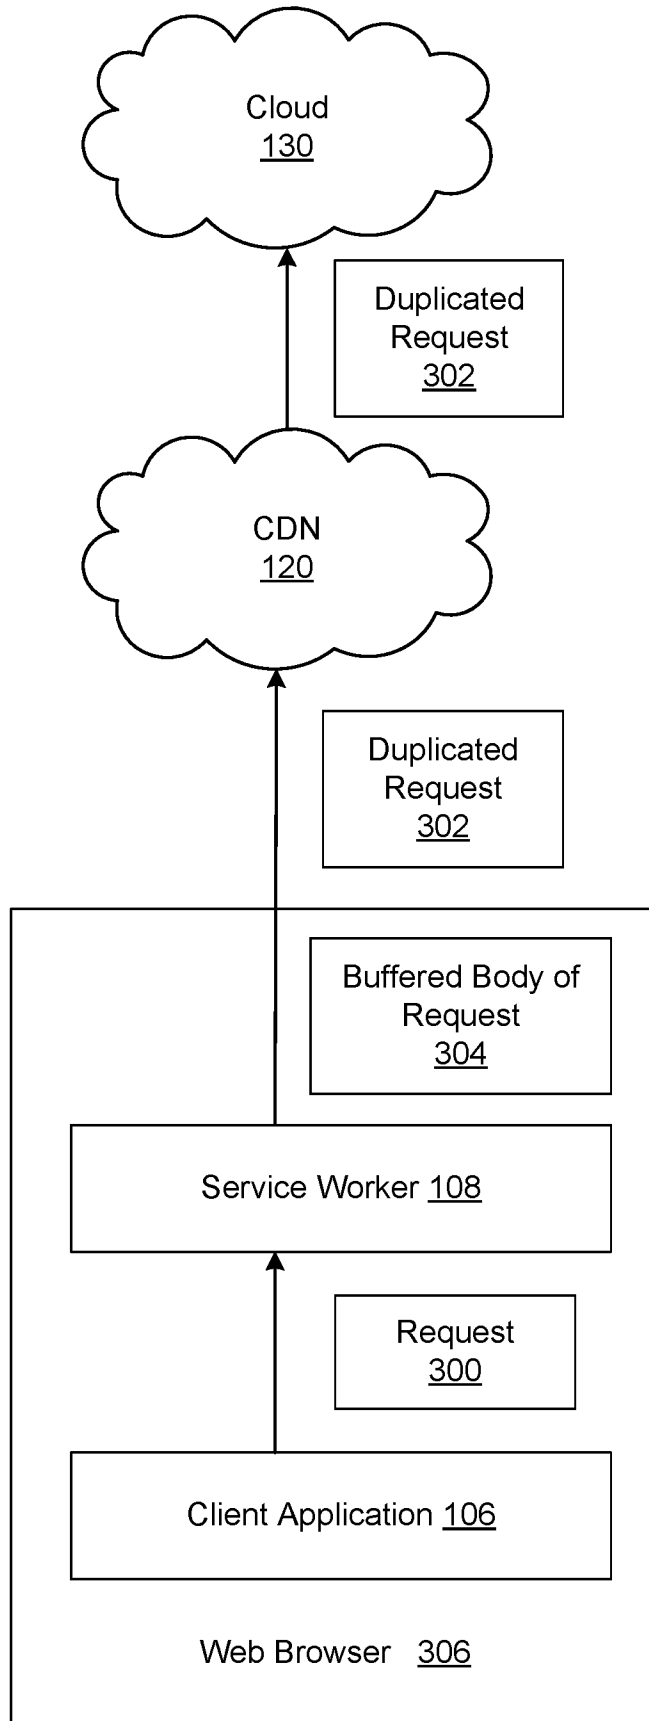 Cloud
130
Duplicated
Request
302
CDN
120
Duplicated
Request
302
Buffered Body of
Request
304
Service Worker 108
Request
300
Client Application 106
Web Browser 306